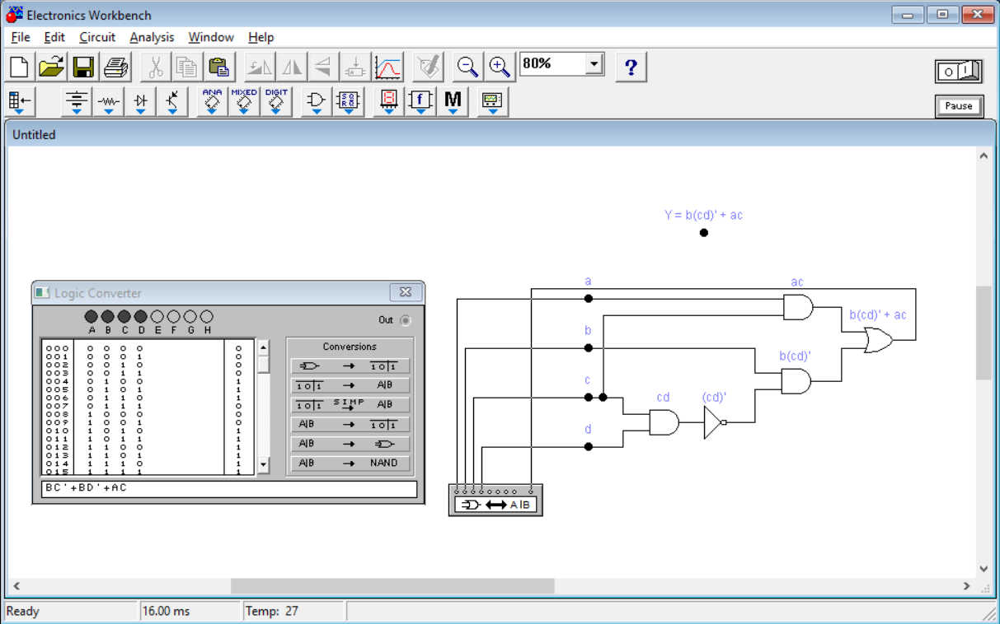 Electronics Workbench
File Edit Circuit Analysis Window Help
80%
?
ANA MIXED DIGIT
f M
Pause
Untitled
Y = b(cd)' + ac
Logic Converter
Out
A B C D E F G H
Conversions
000 0 0 0 0 0
001 0 0 0 1 0
002 0 0 1 0 0
003 0 0 1 1 0
004 0 1 0 0 1
005 0 1 0 1 1
006 0 1 1 0 1
007 0 1 1 1 0
008 1 0 0 0 0
009 1 0 0 1 0
010 1 0 1 0 1
011 1 0 1 1 1
012 1 1 0 0 1
013 1 1 0 1 1
014 1 1 1 0 1
015 1 1 1 1 1
→ 1 0 1
1 0 1 → A|B
1 0 1 SIMP → A|B
A|B → 1 0 1
A|B →
A|B → NAND
BC'+BD'+AC
a
ac
b(cd)' + ac
b
b(cd)'
c
cd
(cd)'
d
A|B
Ready
16.00 ms
Temp: 27